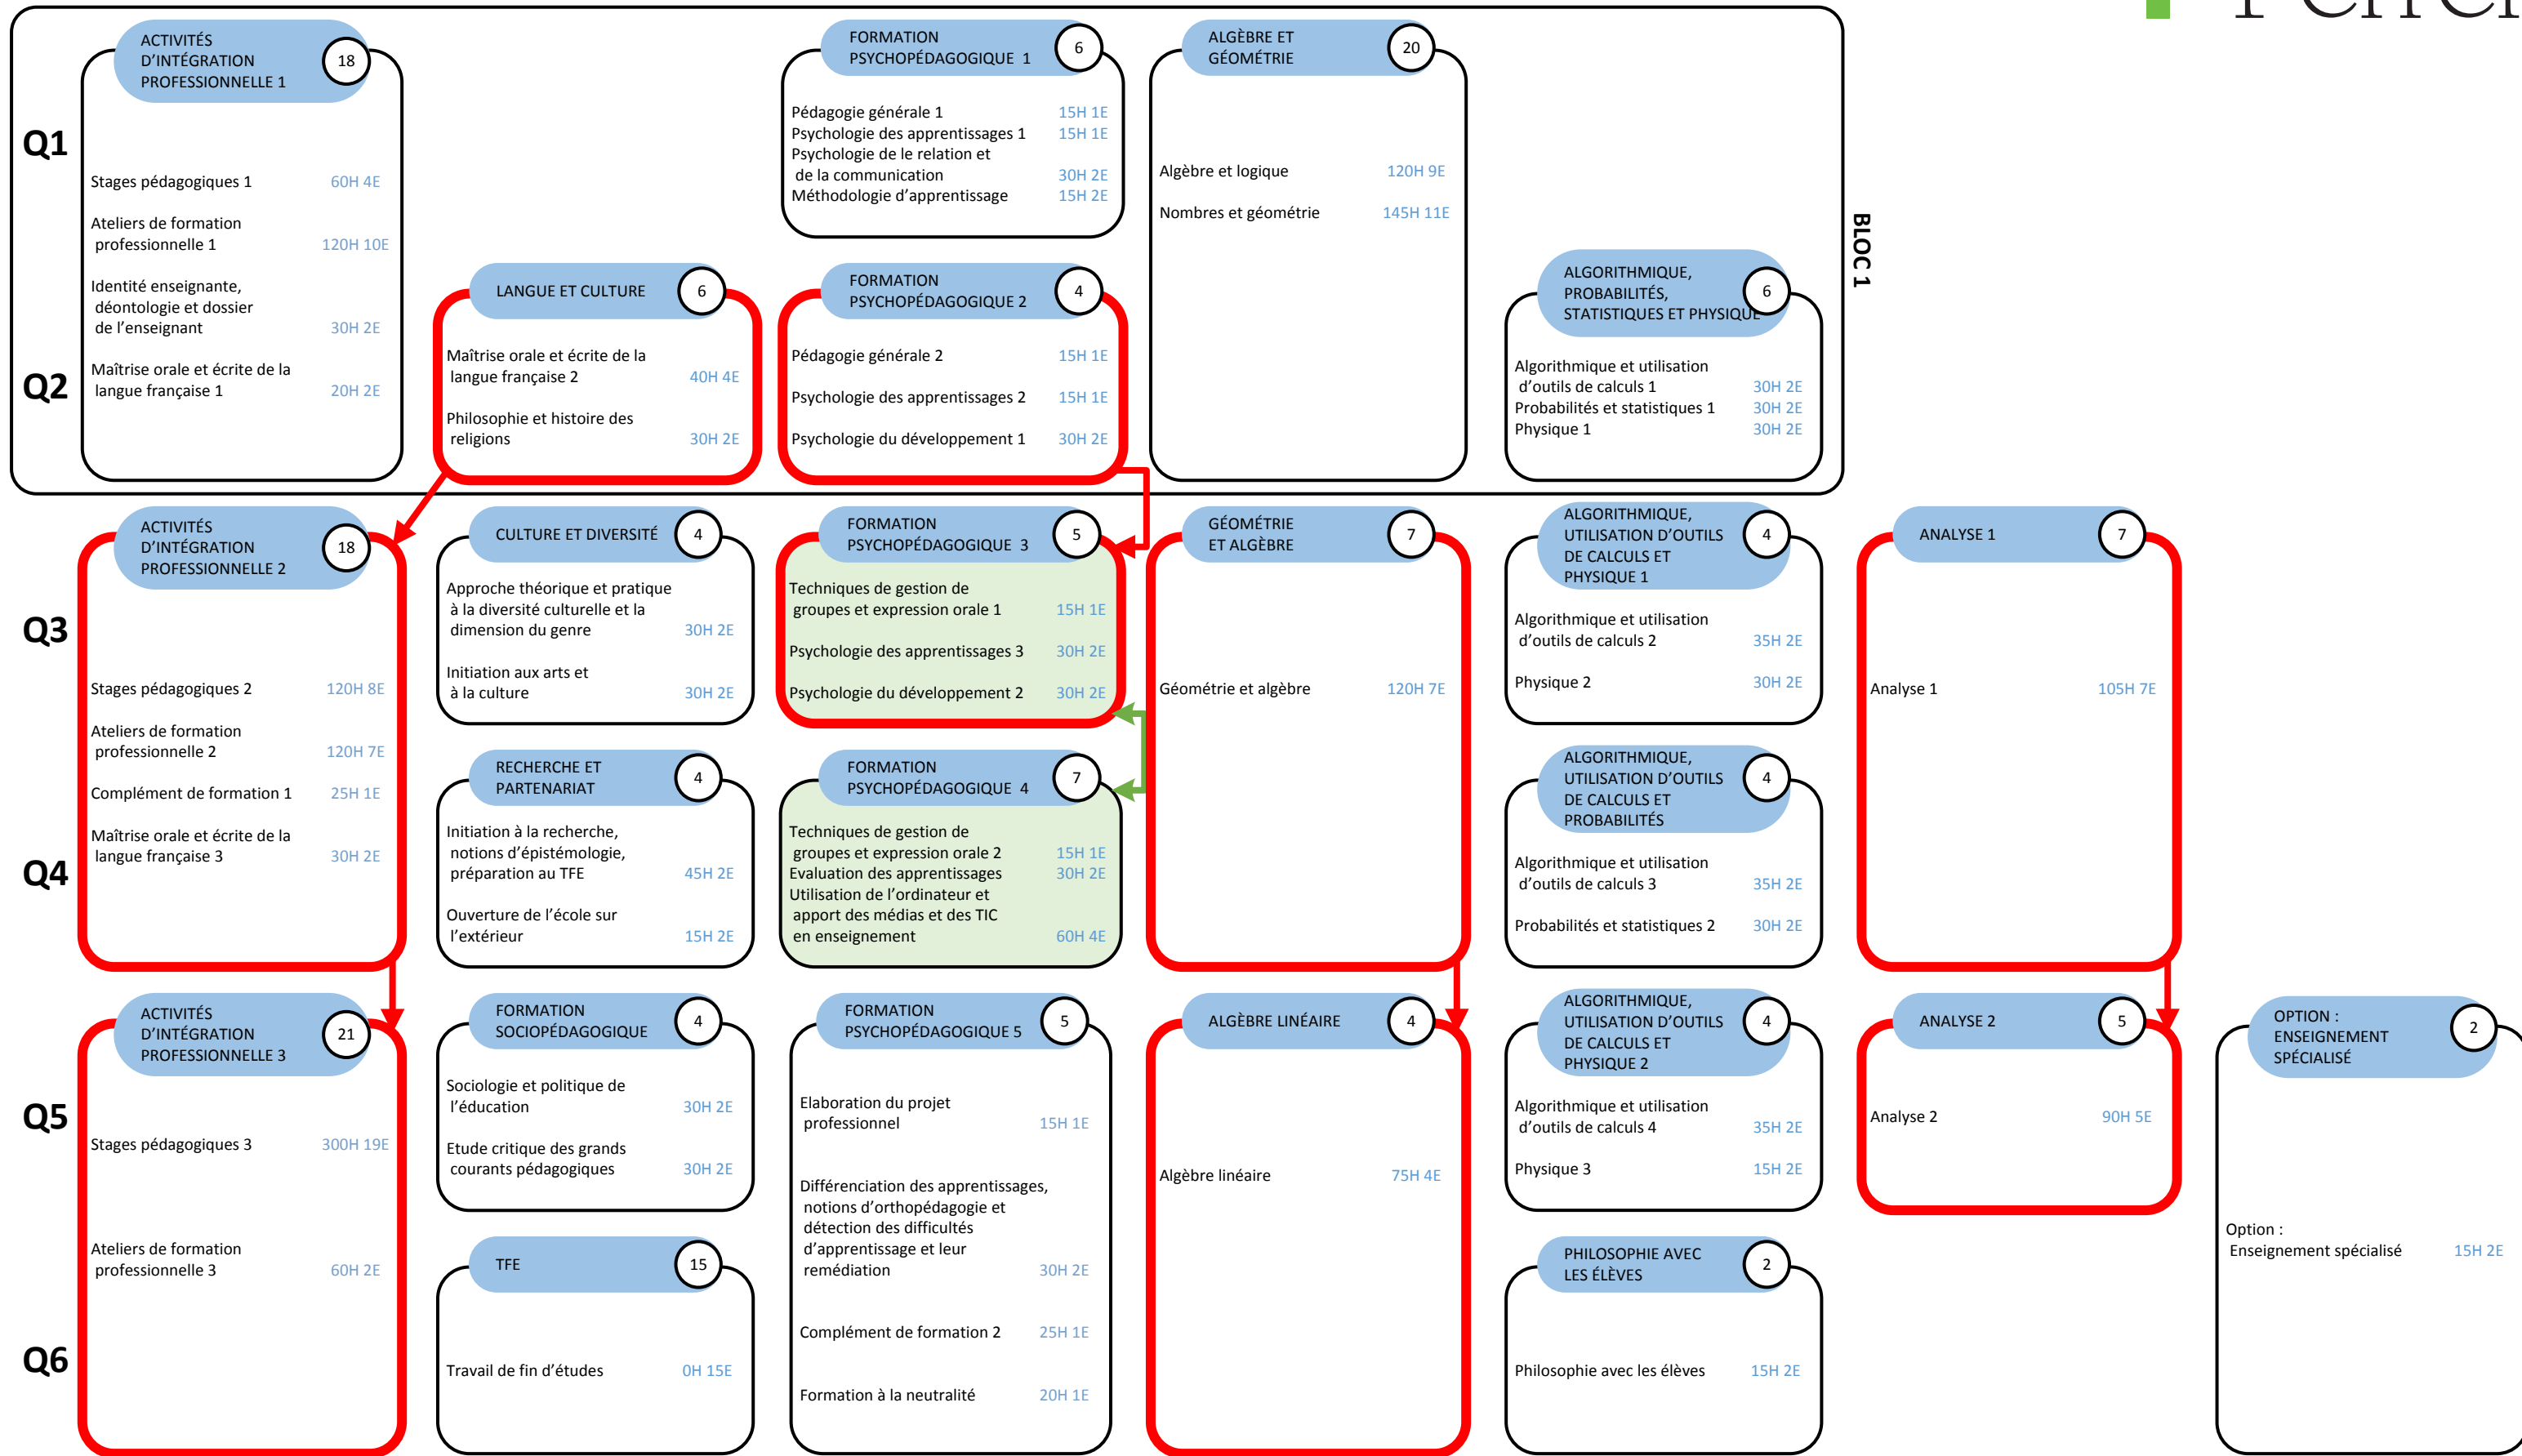 ACTIVITÉS
D'INTÉGRATION
PROFESSIONNELLE 1
18
Stages pédagogiques 1 60H 4E
Ateliers de formation
professionnelle 1 120H 10E
Identité enseignante,
déontologie et dossier
de l'enseignant 30H 2E
Maîtrise orale et écrite de la
langue française 1 20H 2E
FORMATION
PSYCHOPÉDAGOGIQUE 1
6
Pédagogie générale 1 15H 1E
Psychologie des apprentissages 1 15H 1E
Psychologie de le relation et
de la communication 30H 2E
Méthodologie d'apprentissage 15H 2E
ALGÈBRE ET
GÉOMÉTRIE
20
Algèbre et logique 120H 9E
Nombres et géométrie 145H 11E
Q1
Q2
BLOC 1
LANGUE ET CULTURE
6
Maîtrise orale et écrite de la
langue française 2 40H 4E
Philosophie et histoire des
religions 30H 2E
FORMATION
PSYCHOPÉDAGOGIQUE 2
4
Pédagogie générale 2 15H 1E
Psychologie des apprentissages 2 15H 1E
Psychologie du développement 1 30H 2E
ALGORITHMIQUE,
PROBABILITÉS,
STATISTIQUES ET PHYSIQUE
6
Algorithmique et utilisation
d'outils de calculs 1 30H 2E
Probabilités et statistiques 1 30H 2E
Physique 1 30H 2E
Q3
Q4
ACTIVITÉS
D'INTÉGRATION
PROFESSIONNELLE 2
18
Stages pédagogiques 2 120H 8E
Ateliers de formation
professionnelle 2 120H 7E
Complément de formation 1 25H 1E
Maîtrise orale et écrite de la
langue française 3 30H 2E
CULTURE ET DIVERSITÉ
4
Approche théorique et pratique
à la diversité culturelle et la
dimension du genre 30H 2E
Initiation aux arts et
à la culture 30H 2E
FORMATION
PSYCHOPÉDAGOGIQUE 3
5
Techniques de gestion de
groupes et expression orale 1 15H 1E
Psychologie des apprentissages 3 30H 2E
Psychologie du développement 2 30H 2E
GÉOMÉTRIE
ET ALGÈBRE
7
Géométrie et algèbre 120H 7E
ALGORITHMIQUE,
UTILISATION D'OUTILS
DE CALCULS ET
PHYSIQUE 1
4
Algorithmique et utilisation
d'outils de calculs 2 35H 2E
Physique 2 30H 2E
ANALYSE 1
7
Analyse 1 105H 7E
RECHERCHE ET
PARTENARIAT
4
Initiation à la recherche,
notions d'épistémologie,
préparation au TFE 45H 2E
Ouverture de l'école sur
l'extérieur 15H 2E
FORMATION
PSYCHOPÉDAGOGIQUE 4
7
Techniques de gestion de
groupes et expression orale 2 15H 1E
Evaluation des apprentissages 30H 2E
Utilisation de l'ordinateur et
apport des médias et des TIC
en enseignement 60H 4E
ALGORITHMIQUE,
UTILISATION D'OUTILS
DE CALCULS ET
PROBABILITÉS
4
Algorithmique et utilisation
d'outils de calculs 3 35H 2E
Probabilités et statistiques 2 30H 2E
Q5
Q6
ACTIVITÉS
D'INTÉGRATION
PROFESSIONNELLE 3
21
Stages pédagogiques 3 300H 19E
Ateliers de formation
professionnelle 3 60H 2E
FORMATION
SOCIOPÉDAGOGIQUE
4
Sociologie et politique de
l'éducation 30H 2E
Etude critique des grands
courants pédagogiques 30H 2E
FORMATION
PSYCHOPÉDAGOGIQUE 5
5
Elaboration du projet
professionnel 15H 1E
Différenciation des apprentissages,
notions d'orthopédagogie et
détection des difficultés
d'apprentissage et leur
remédiation 30H 2E
Complément de formation 2 25H 1E
Formation à la neutralité 20H 1E
ALGÈBRE LINÉAIRE
4
Algèbre linéaire 75H 4E
ALGORITHMIQUE,
UTILISATION D'OUTILS
DE CALCULS ET
PHYSIQUE 2
4
Algorithmique et utilisation
d'outils de calculs 4 35H 2E
Physique 3 15H 2E
ANALYSE 2
5
Analyse 2 90H 5E
OPTION :
ENSEIGNEMENT
SPÉCIALISÉ
2
Option :
Enseignement spécialisé 15H 2E
TFE
15
Travail de fin d'études 0H 15E
PHILOSOPHIE AVEC
LES ÉLÈVES
2
Philosophie avec les élèves 15H 2E